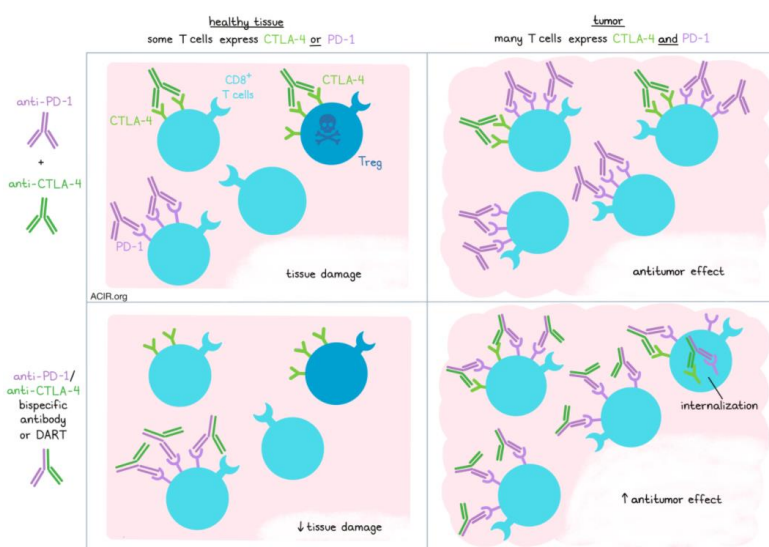 healthy tissue
some T cells express CTLA-4 or PD-1
tumor
many T cells express CTLA-4 and PD-1
anti-PD-1
+
anti-CTLA-4
CTLA-4
CD8+
T cells
CTLA-4
Treg
PD-1
tissue damage
antitumor effect
ACIR.org
anti-PD-1/
anti-CTLA-4
bispecific
antibody
or DART
↓tissue damage
internalization
↑antitumor effect